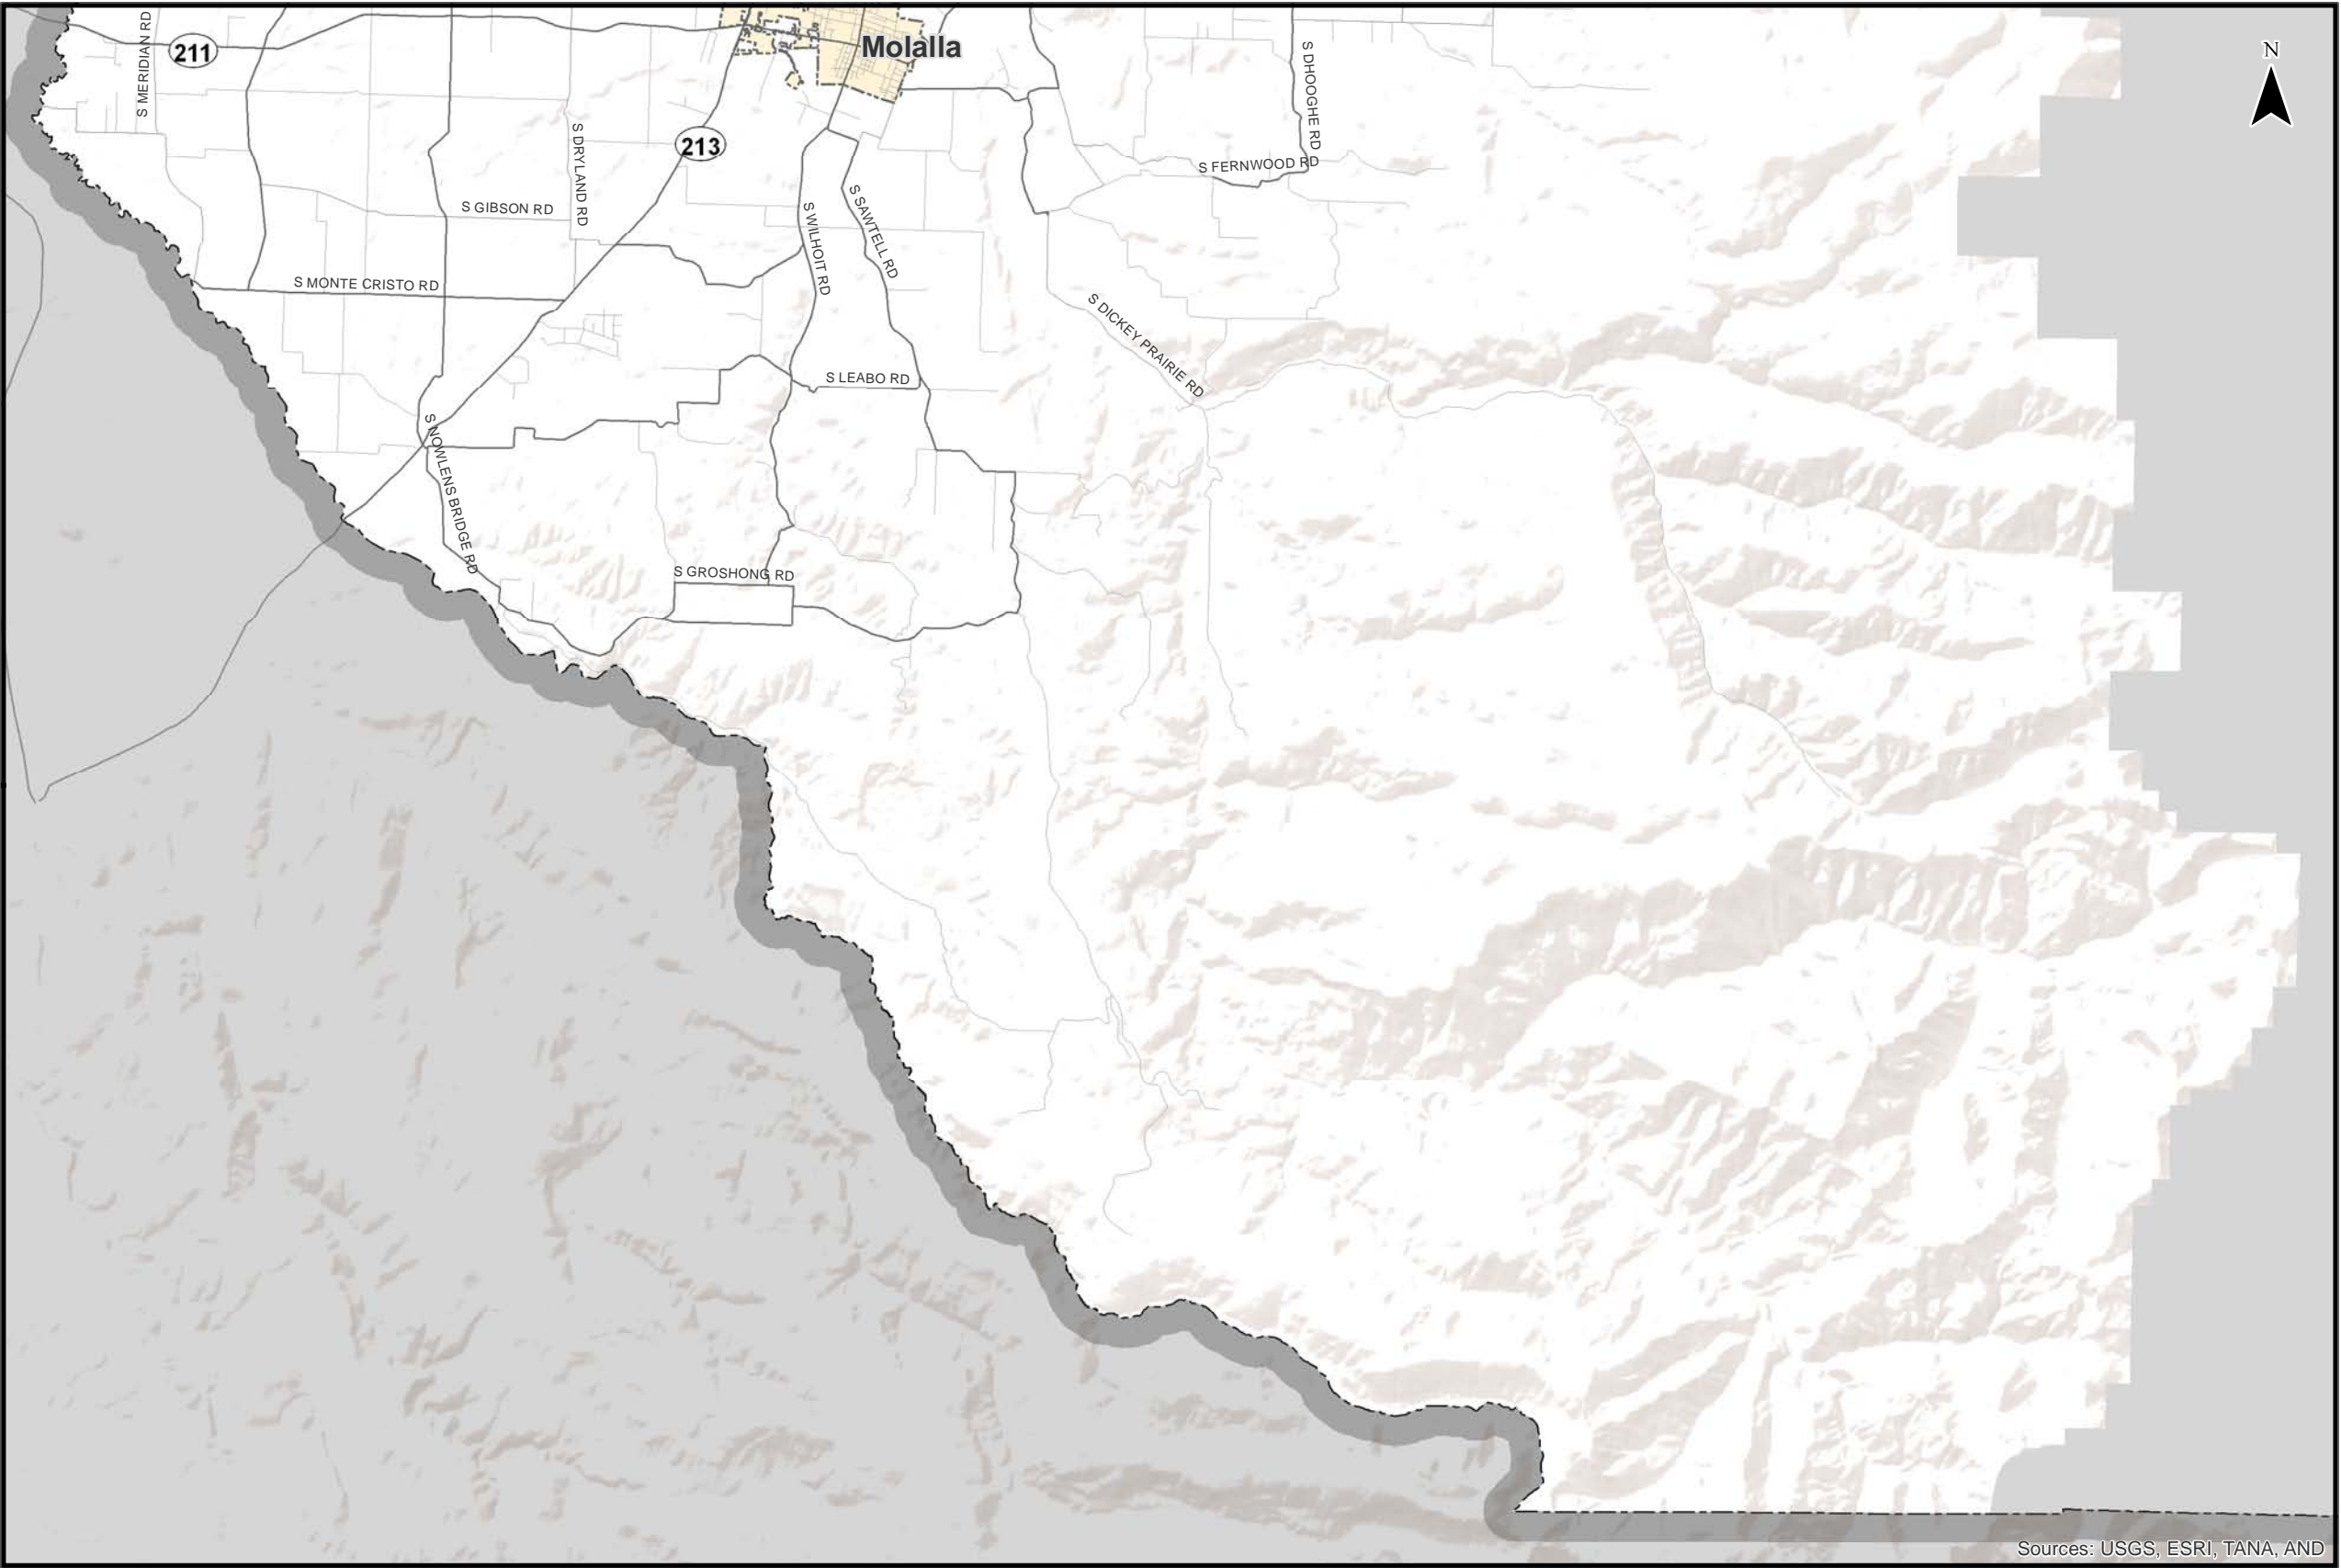 Molalla
N
S MERIDIAN RD
211
S DHOOGHE RD
213
S DRYLAND RD
S FERNWOOD RD
S GIBSON RD
S WILHOIT RD
S SAWTELL RD
S MONTE CRISTO RD
S DICKEY PRAIRIE RD
S LEABO RD
S NOWLENS BRIDGE RD
S GROSHONG RD
Sources: USGS, ESRI, TANA, AND